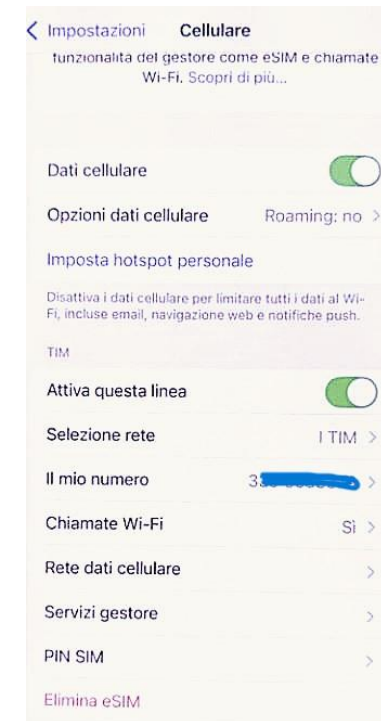 Impostazioni Cellulare
funzionalità del gestore come eSIM e chiamate
Wi-Fi. Scopri di più...
Dati cellulare
Opzioni dati cellulare Roaming: no
Imposta hotspot personale
Disattiva i dati cellulare per limitare tutti i dati al Wi-
Fi, incluse email, navigazione web e notifiche push.
TIM
Attiva questa linea
Selezione rete I TIM
Il mio numero
Chiamate Wi-Fi Sì
Rete dati cellulare
Servizi gestore
PIN SIM
Elimina eSIM